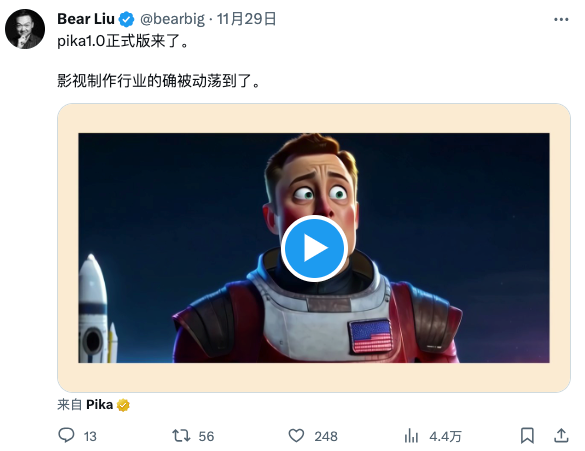 Bear Liu @bearbig · 11月29日
pika1.0正式版来了。
影视制作行业的确被动荡到了。
来自 Pika
13 56 248 4.4万